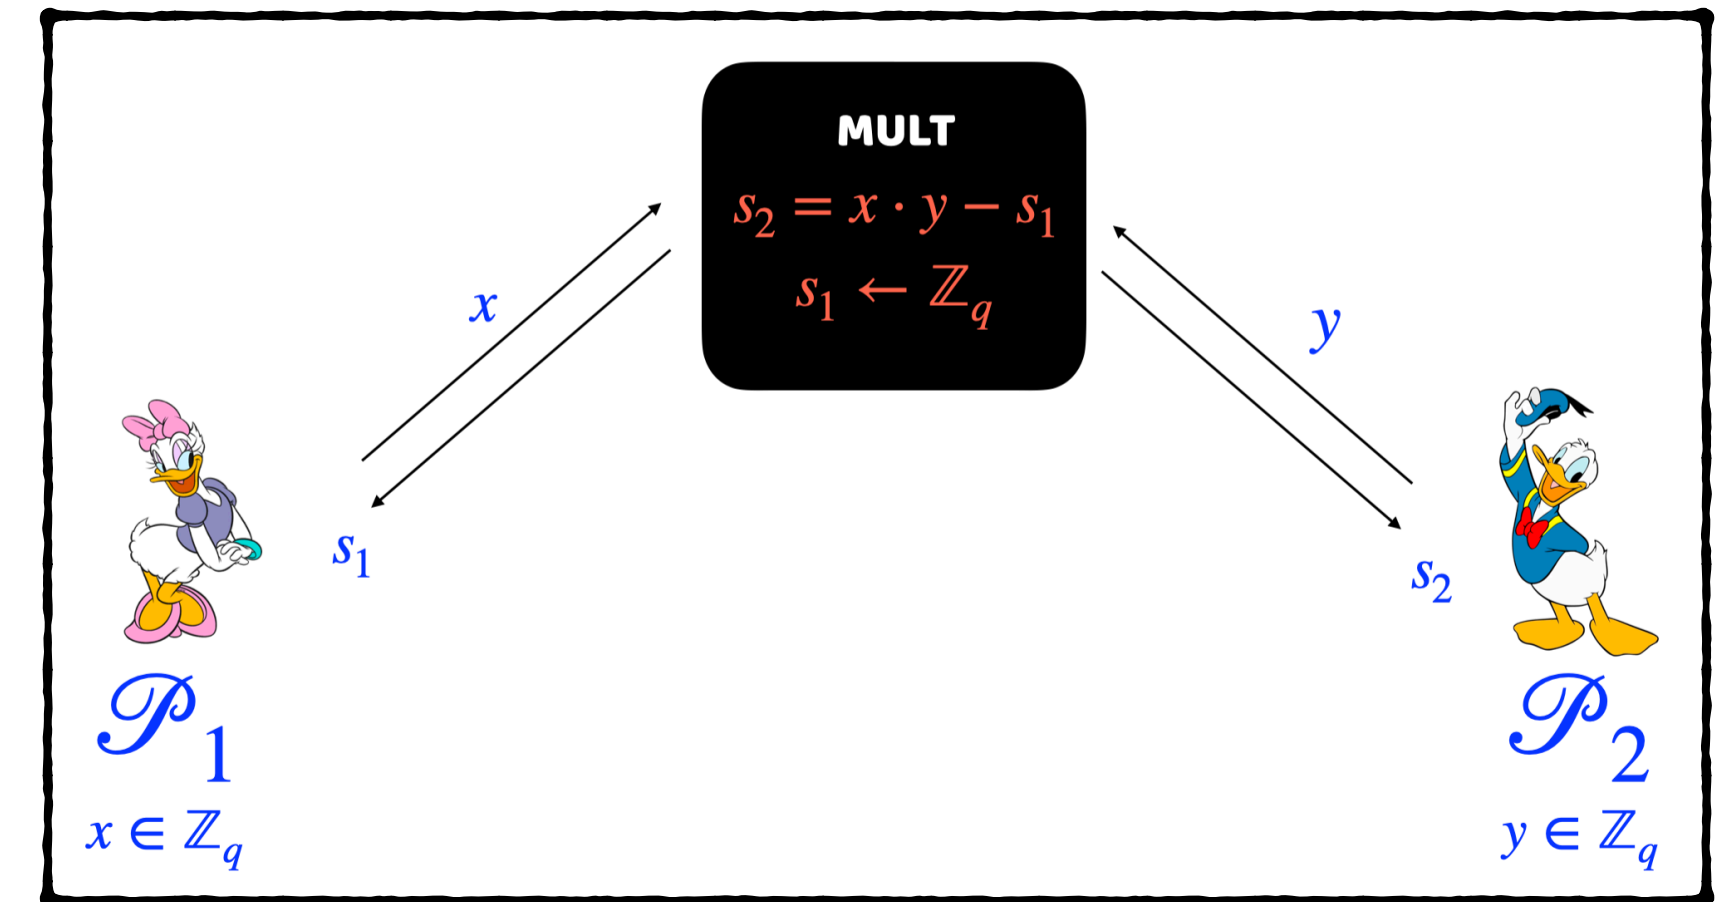 MULT
s₂ = x · y − s₁
s₁ ← ℤ_q
x
y
s₁
s₂
𝒫₁
𝒫₂
x ∈ ℤ_q
y ∈ ℤ_q